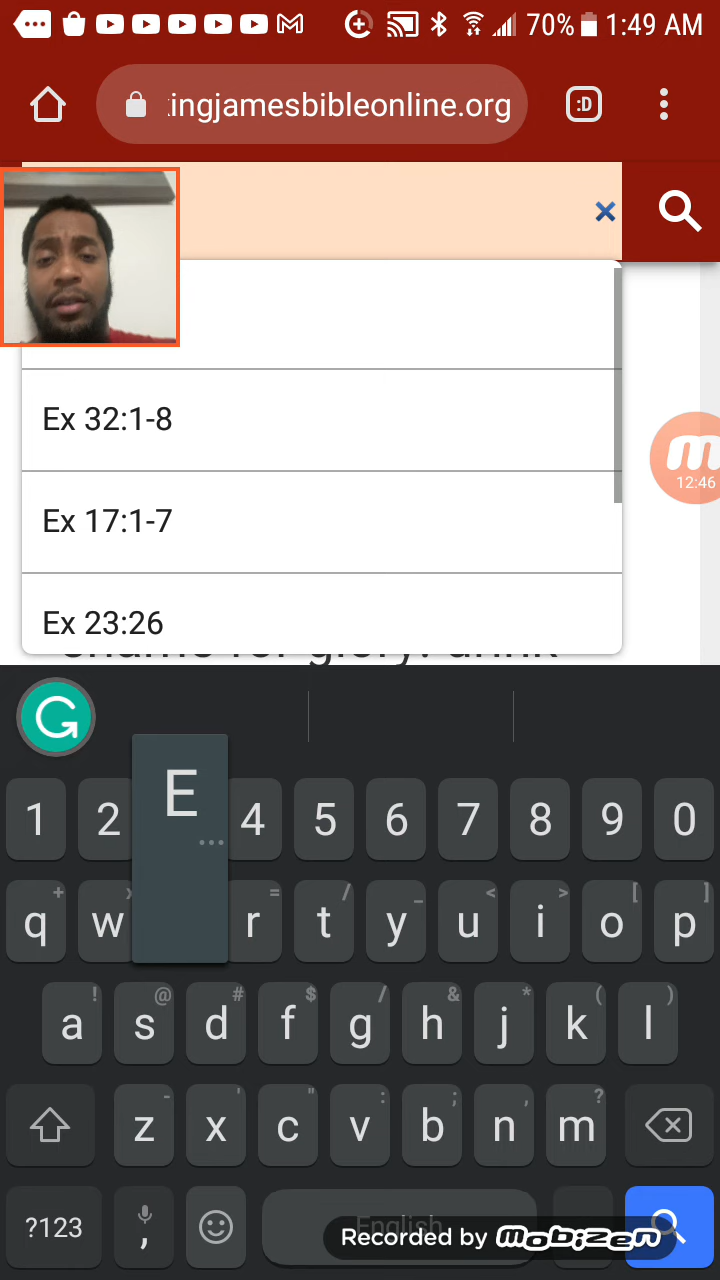 70% 1:49 AM
kingjamesbibleonline.org
:D
Ex 32:1-8
12:46
Ex 17:1-7
Ex 23:26
E
1 2 4 5 6 7 8 9 0
q w r t y u i o p
a s d f g h j k l
z x c v b n m
?123 , English
Recorded by mobizen